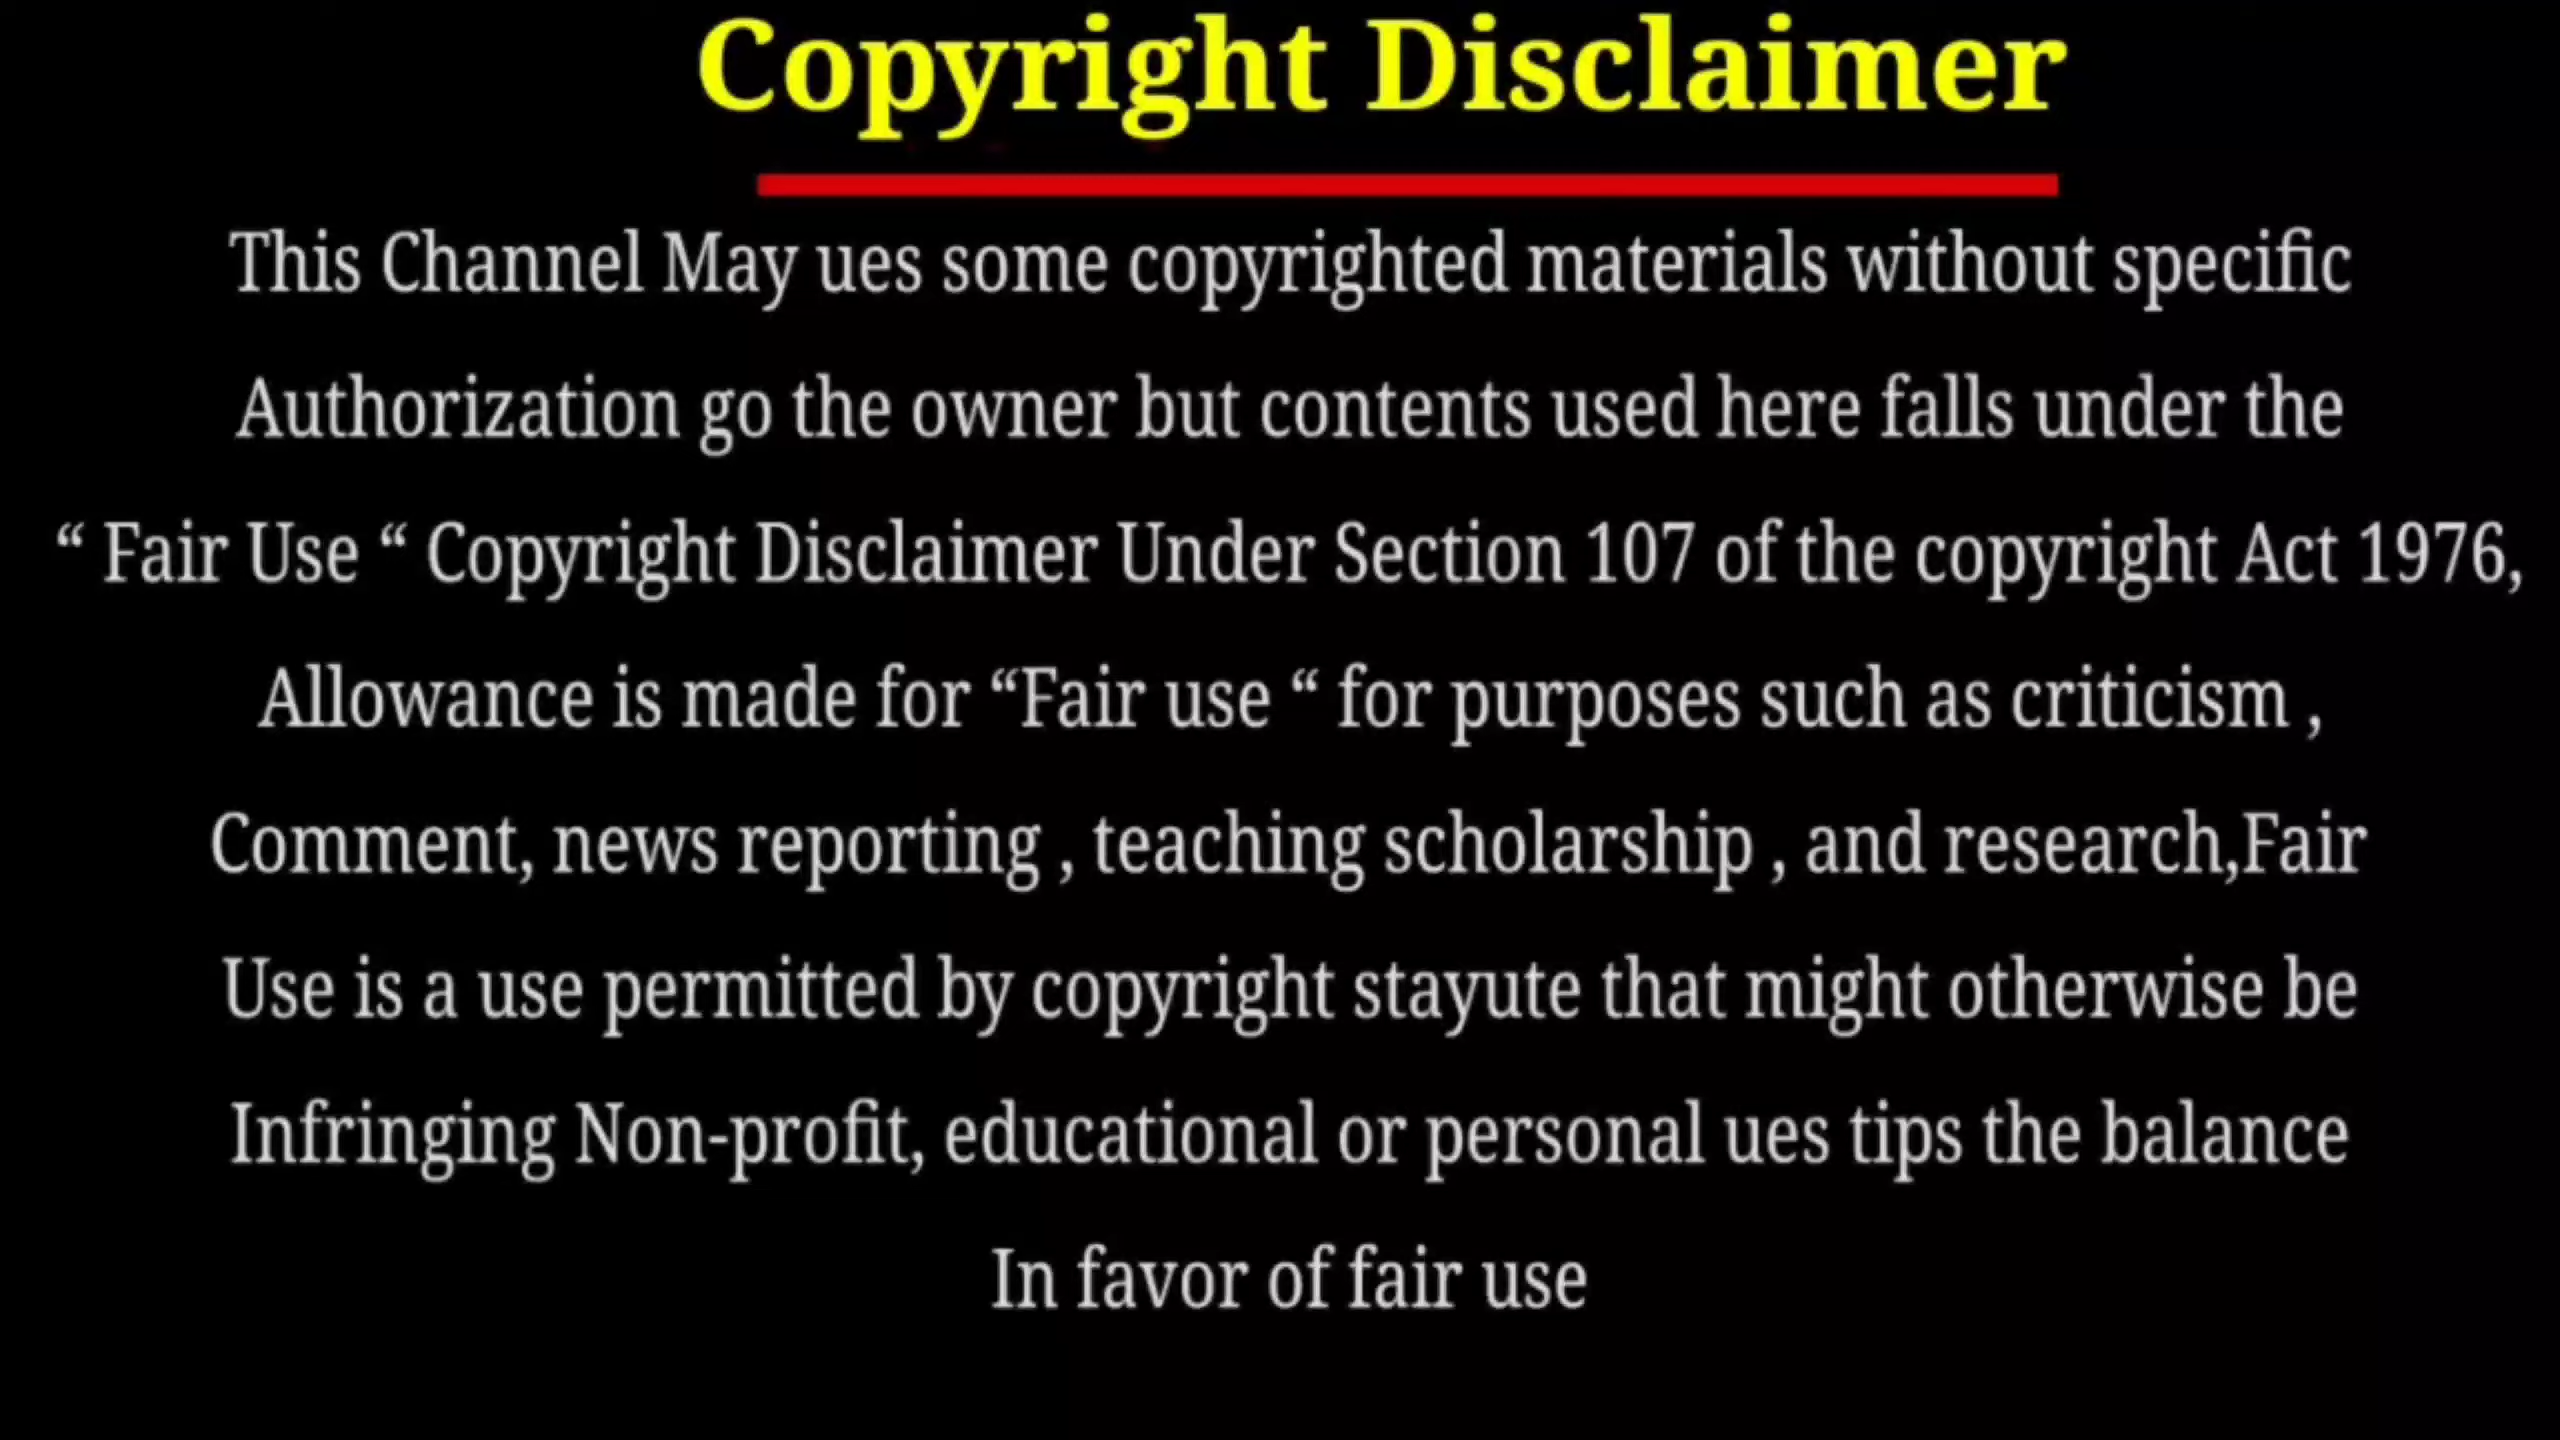 Copyright Disclaimer
This Channel May ues some copyrighted materials without specific
Authorization go the owner but contents used here falls under the
“ Fair Use “ Copyright Disclaimer Under Section 107 of the copyright Act 1976,
Allowance is made for “Fair use “ for purposes such as criticism ,
Comment, news reporting , teaching scholarship , and research,Fair
Use is a use permitted by copyright stayute that might otherwise be
Infringing Non-profit, educational or personal ues tips the balance
In favor of fair use